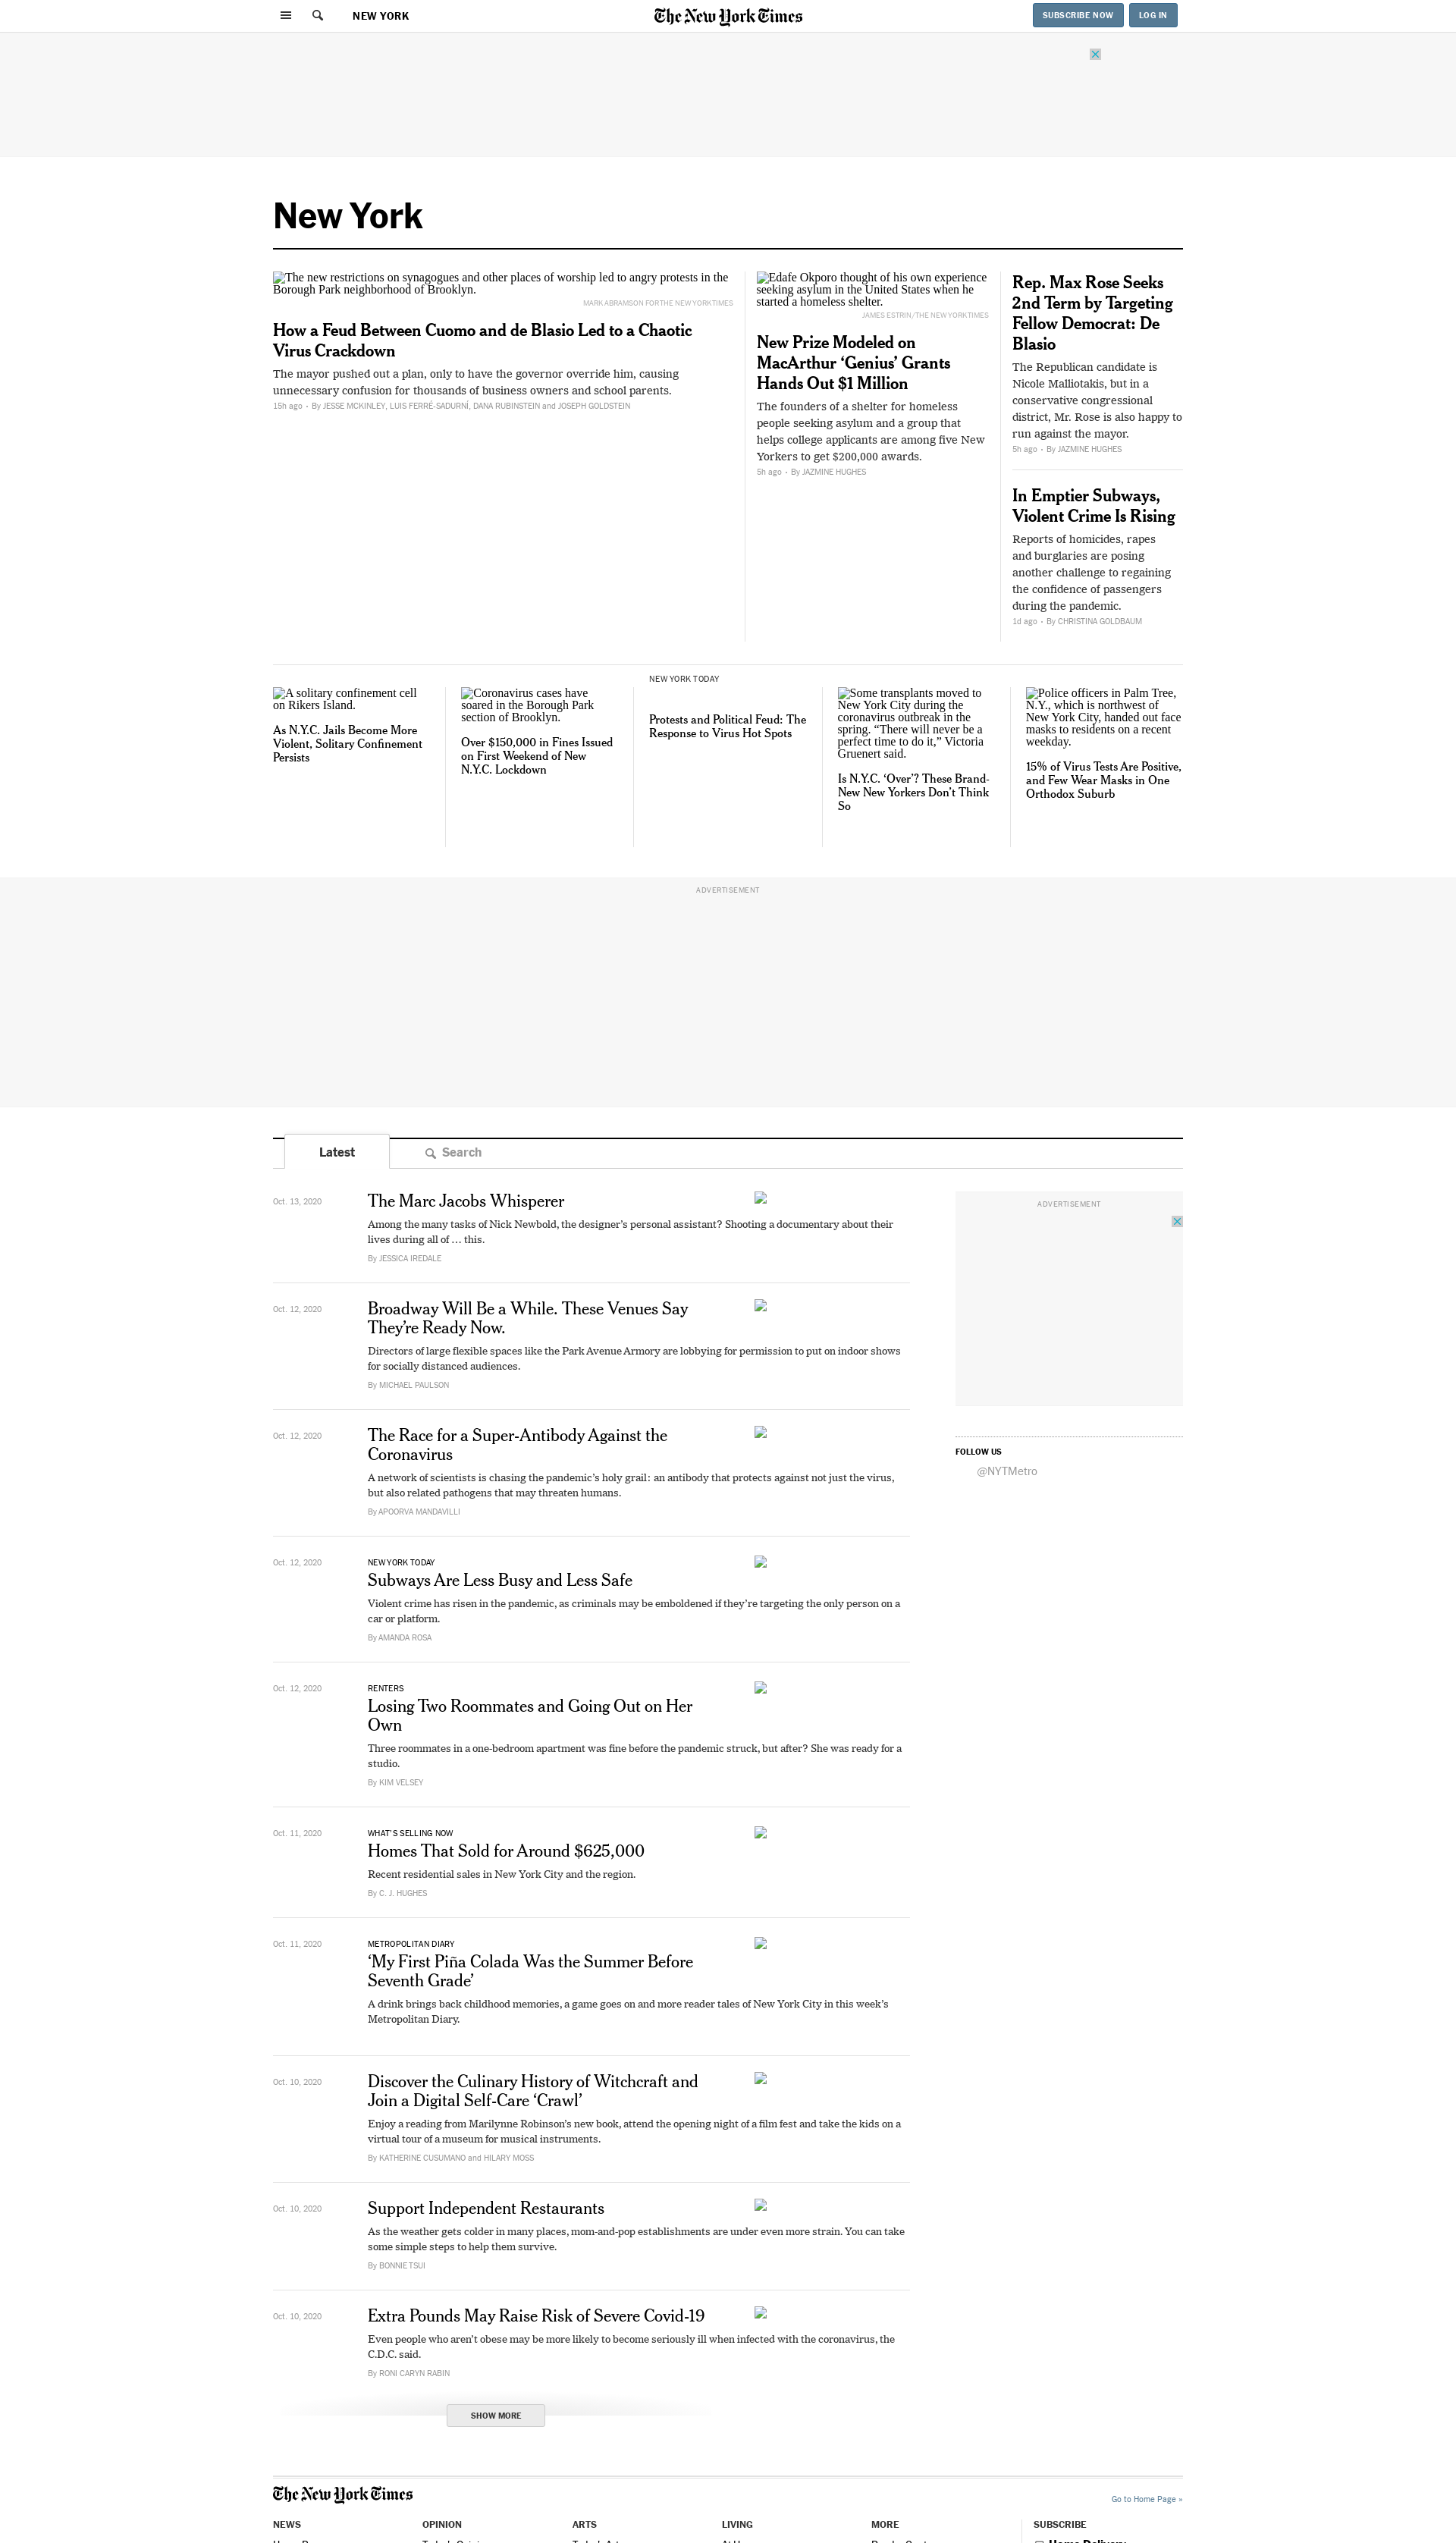 NEW YORK
The New York Times
SUBSCRIBE NOW
LOG IN
New York
The new restrictions on synagogues and other places of worship led to angry protests in the
Borough Park neighborhood of Brooklyn.
MARK ABRAMSON FOR THE NEW YORK TIMES
How a Feud Between Cuomo and de Blasio Led to a Chaotic
Virus Crackdown
The mayor pushed out a plan, only to have the governor override him, causing
unnecessary confusion for thousands of business owners and school parents.
15h ago · By JESSE MCKINLEY, LUIS FERRÉ-SADURNÍ, DANA RUBINSTEIN and JOSEPH GOLDSTEIN
Edafe Okporo thought of his own experience
seeking asylum in the United States when he
started a homeless shelter.
JAMES ESTRIN/THE NEW YORK TIMES
New Prize Modeled on
MacArthur ‘Genius’ Grants
Hands Out $1 Million
The founders of a shelter for homeless
people seeking asylum and a group that
helps college applicants are among five New
Yorkers to get $200,000 awards.
5h ago · By JAZMINE HUGHES
Rep. Max Rose Seeks
2nd Term by Targeting
Fellow Democrat: De
Blasio
The Republican candidate is
Nicole Malliotakis, but in a
conservative congressional
district, Mr. Rose is also happy to
run against the mayor.
5h ago · By JAZMINE HUGHES
In Emptier Subways,
Violent Crime Is Rising
Reports of homicides, rapes
and burglaries are posing
another challenge to regaining
the confidence of passengers
during the pandemic.
1d ago · By CHRISTINA GOLDBAUM
A solitary confinement cell
on Rikers Island.
As N.Y.C. Jails Become More
Violent, Solitary Confinement
Persists
Coronavirus cases have
soared in the Borough Park
section of Brooklyn.
Over $150,000 in Fines Issued
on First Weekend of New
N.Y.C. Lockdown
NEW YORK TODAY
Protests and Political Feud: The
Response to Virus Hot Spots
Some transplants moved to
New York City during the
coronavirus outbreak in the
spring. “There will never be a
perfect time to do it,” Victoria
Gruenert said.
Is N.Y.C. ‘Over’? These Brand-
New New Yorkers Don’t Think
So
Police officers in Palm Tree,
N.Y., which is northwest of
New York City, handed out face
masks to residents on a recent
weekday.
15% of Virus Tests Are Positive,
and Few Wear Masks in One
Orthodox Suburb
ADVERTISEMENT
Latest
Search
Oct. 13, 2020
The Marc Jacobs Whisperer
Among the many tasks of Nick Newbold, the designer’s personal assistant? Shooting a documentary about their
lives during all of … this.
By JESSICA IREDALE
Oct. 12, 2020
Broadway Will Be a While. These Venues Say
They’re Ready Now.
Directors of large flexible spaces like the Park Avenue Armory are lobbying for permission to put on indoor shows
for socially distanced audiences.
By MICHAEL PAULSON
Oct. 12, 2020
The Race for a Super-Antibody Against the
Coronavirus
A network of scientists is chasing the pandemic’s holy grail: an antibody that protects against not just the virus,
but also related pathogens that may threaten humans.
By APOORVA MANDAVILLI
Oct. 12, 2020
NEW YORK TODAY
Subways Are Less Busy and Less Safe
Violent crime has risen in the pandemic, as criminals may be emboldened if they’re targeting the only person on a
car or platform.
By AMANDA ROSA
Oct. 12, 2020
RENTERS
Losing Two Roommates and Going Out on Her
Own
Three roommates in a one-bedroom apartment was fine before the pandemic struck, but after? She was ready for a
studio.
By KIM VELSEY
Oct. 11, 2020
WHAT’S SELLING NOW
Homes That Sold for Around $625,000
Recent residential sales in New York City and the region.
By C. J. HUGHES
Oct. 11, 2020
METROPOLITAN DIARY
‘My First Piña Colada Was the Summer Before
Seventh Grade’
A drink brings back childhood memories, a game goes on and more reader tales of New York City in this week’s
Metropolitan Diary.
Oct. 10, 2020
Discover the Culinary History of Witchcraft and
Join a Digital Self-Care ‘Crawl’
Enjoy a reading from Marilynne Robinson’s new book, attend the opening night of a film fest and take the kids on a
virtual tour of a museum for musical instruments.
By KATHERINE CUSUMANO and HILARY MOSS
Oct. 10, 2020
Support Independent Restaurants
As the weather gets colder in many places, mom-and-pop establishments are under even more strain. You can take
some simple steps to help them survive.
By BONNIE TSUI
Oct. 10, 2020
Extra Pounds May Raise Risk of Severe Covid-19
Even people who aren’t obese may be more likely to become seriously ill when infected with the coronavirus, the
C.D.C. said.
By RONI CARYN RABIN
SHOW MORE
ADVERTISEMENT
FOLLOW US
@NYTMetro
The New York Times
Go to Home Page »
NEWS
OPINION
ARTS
LIVING
MORE
SUBSCRIBE